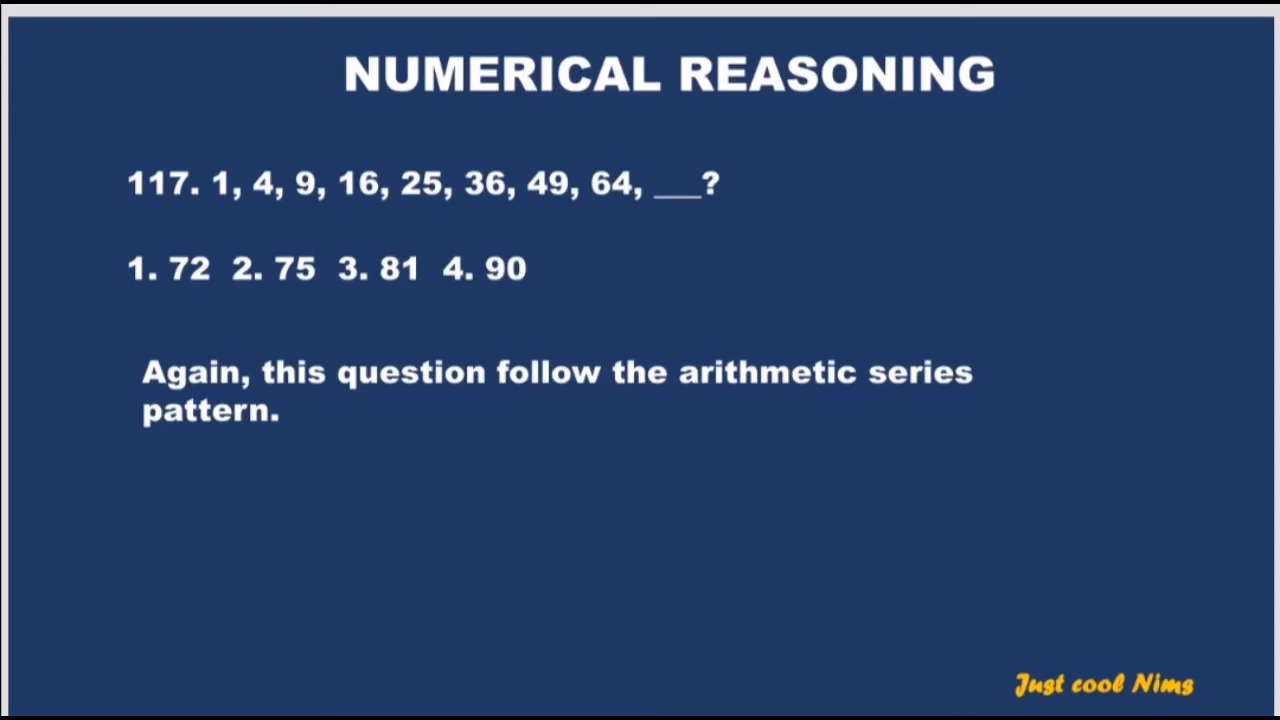 NUMERICAL REASONING
117. 1, 4, 9, 16, 25, 36, 49, 64, ___?
1. 72 2. 75 3. 81 4. 90
Again, this question follow the arithmetic series
pattern.
Just cool Nims